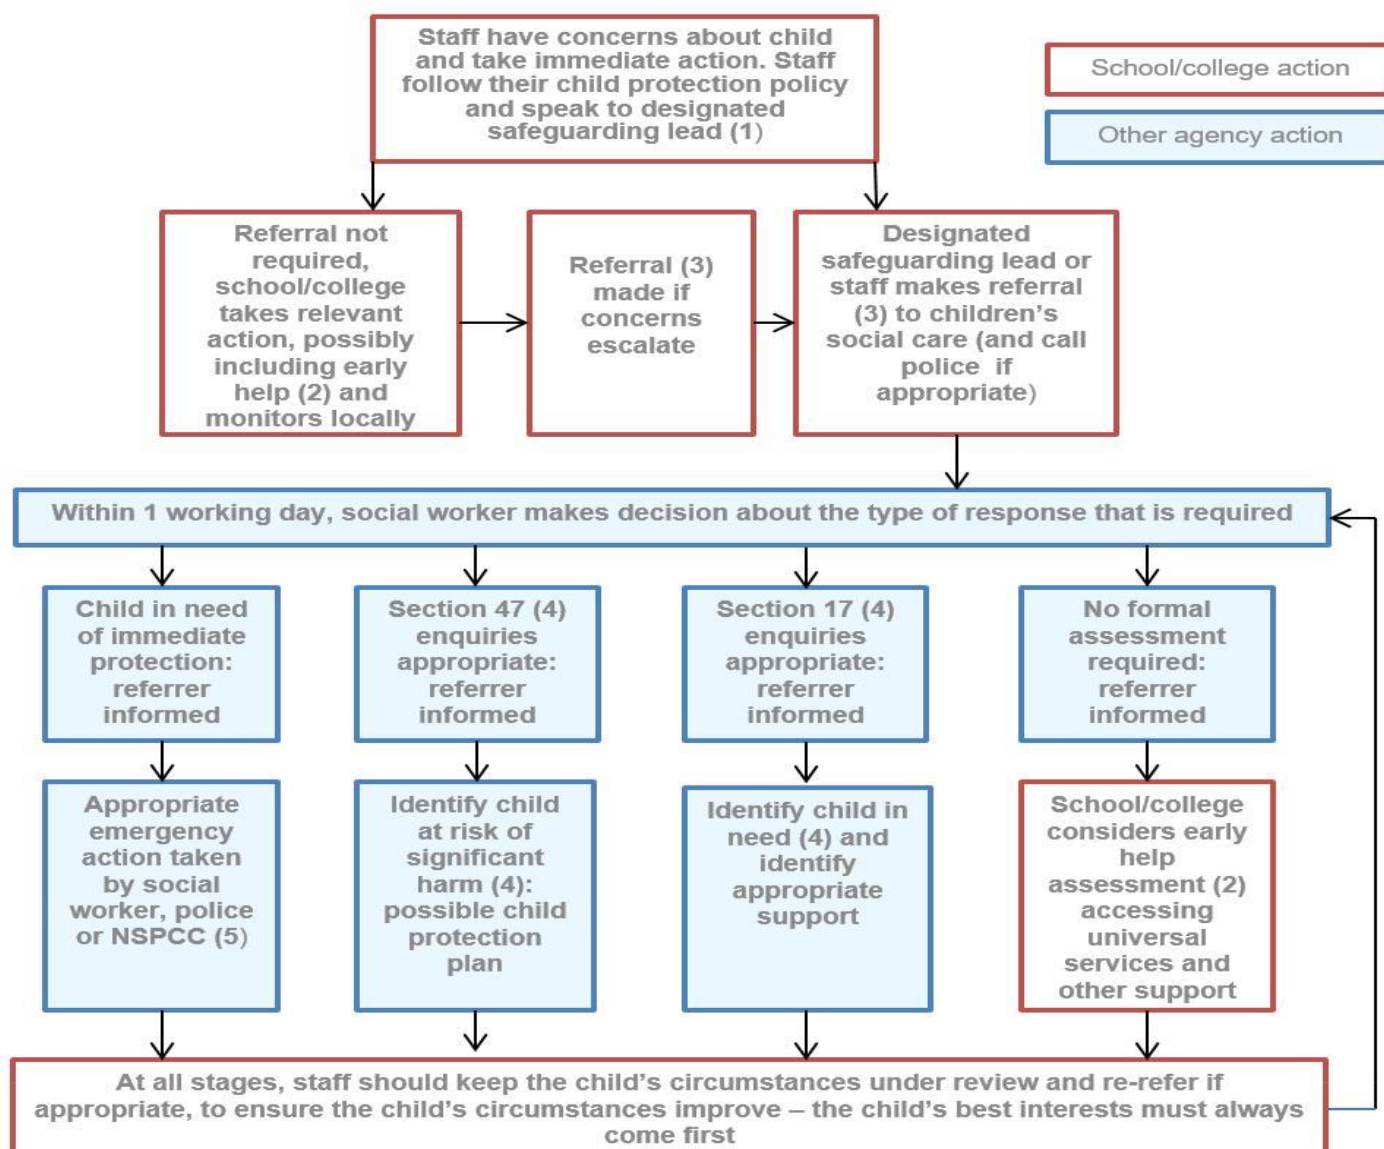 Staff have concerns about child
and take immediate action. Staff
follow their child protection policy
and speak to designated
safeguarding lead (1)
School/college action
Other agency action
Referral not
required,
school/college
takes relevant
action, possibly
including early
help (2) and
monitors locally
Referral (3)
made if
concerns
escalate
Designated
safeguarding lead or
staff makes referral
(3) to children’s
social care (and call
police if
appropriate)
Within 1 working day, social worker makes decision about the type of response that is required
Child in need
of immediate
protection:
referrer
informed
Section 47 (4)
enquiries
appropriate:
referrer
informed
Section 17 (4)
enquiries
appropriate:
referrer
informed
No formal
assessment
required:
referrer
informed
Appropriate
emergency
action taken
by social
worker, police
or NSPCC (5)
Identify child
at risk of
significant
harm (4):
possible child
protection
plan
Identify child in
need (4) and
identify
appropriate
support
School/college
considers early
help
assessment (2)
accessing
universal
services and
other support
At all stages, staff should keep the child’s circumstances under review and re-refer if
appropriate, to ensure the child’s circumstances improve – the child’s best interests must always
come first